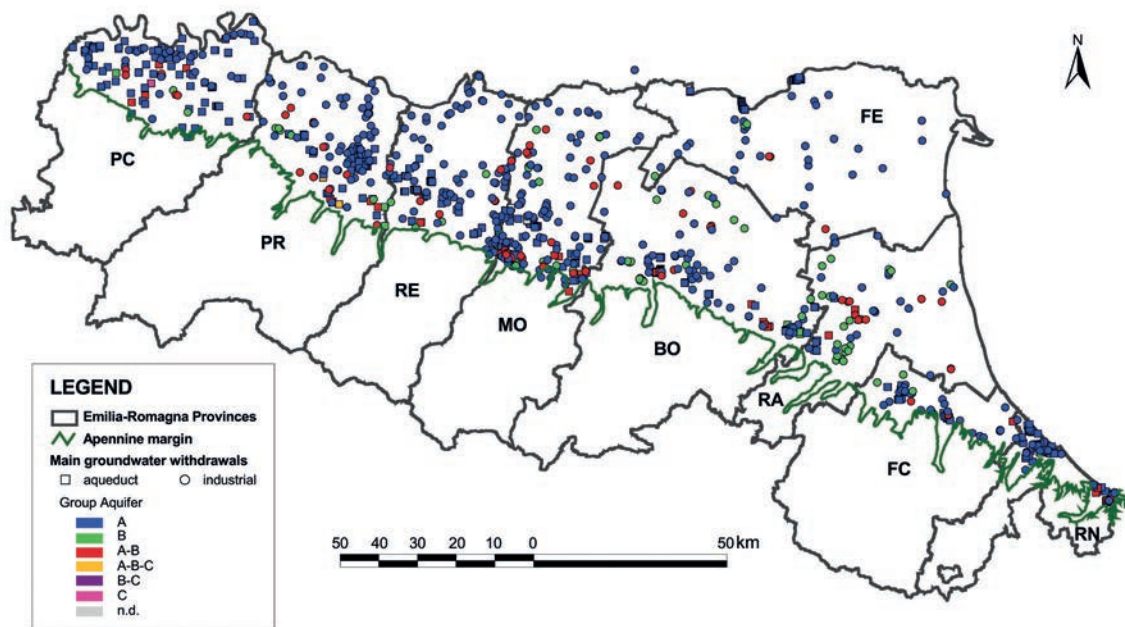 N
FE
PC
PR
RE
MO
BO
RA
FC
RN
LEGEND
Emilia-Romagna Provinces
Apennine margin
Main groundwater withdrawals
aqueduct industrial
Group Aquifer
A
B
A-B
A-B-C
B-C
C
n.d.
50 40 30 20 10 0 50 km